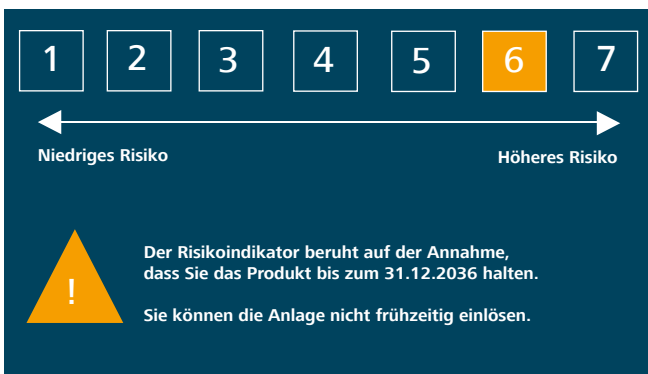 1 2 3 4 5 6 7
Niedriges Risiko Höheres Risiko
Der Risikoindikator beruht auf der Annahme,
dass Sie das Produkt bis zum 31.12.2036 halten.
!
Sie können die Anlage nicht frühzeitig einlösen.